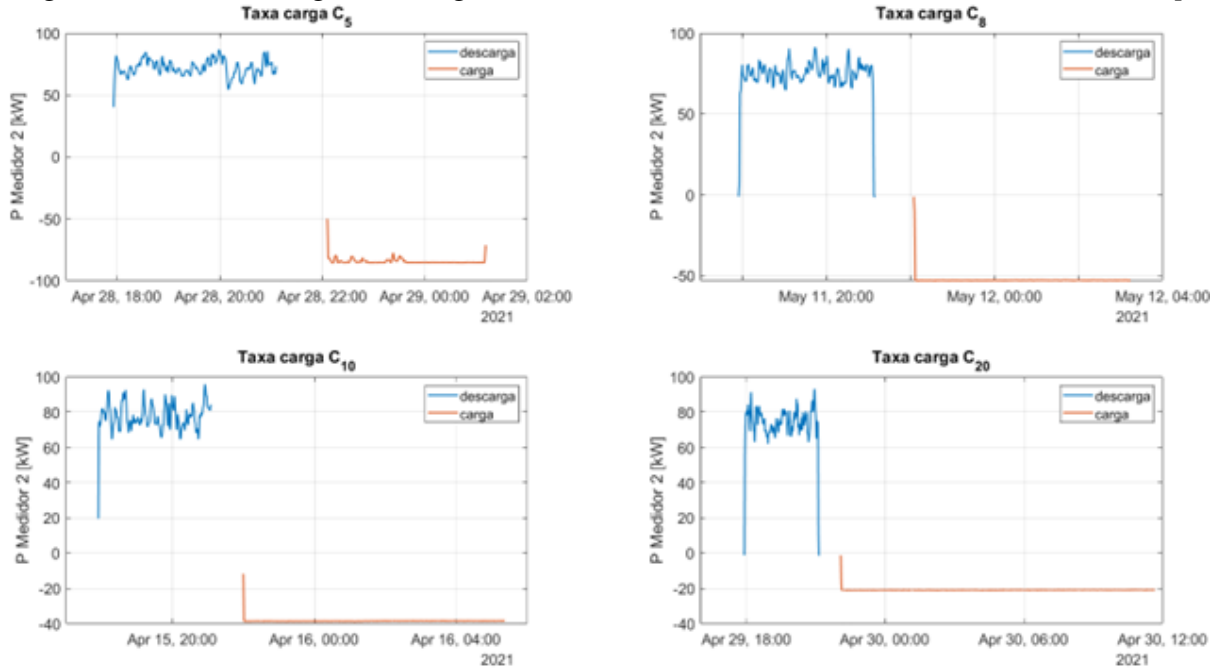 Taxa carga C5
100
50
0
-50
-100
P Medidor 2 [kW]
descarga
carga
Apr 28, 18:00 Apr 28, 20:00 Apr 28, 22:00 Apr 29, 00:00 Apr 29, 02:00
2021
Taxa carga C8
100
50
0
-50
P Medidor 2 [kW]
descarga
carga
May 11, 20:00 May 12, 00:00 May 12, 04:00
2021
Taxa carga C10
100
80
60
40
20
0
-20
-40
P Medidor 2 [kW]
descarga
carga
Apr 15, 20:00 Apr 16, 00:00 Apr 16, 04:00
2021
Taxa carga C20
100
80
60
40
20
0
-20
-40
P Medidor 2 [kW]
descarga
carga
Apr 29, 18:00 Apr 30, 00:00 Apr 30, 06:00 Apr 30, 12:00
2021